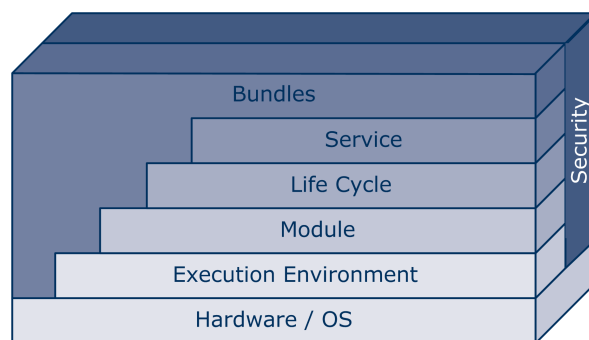 Bundles
Service
Life Cycle
Module
Execution Environment
Hardware / OS
Security